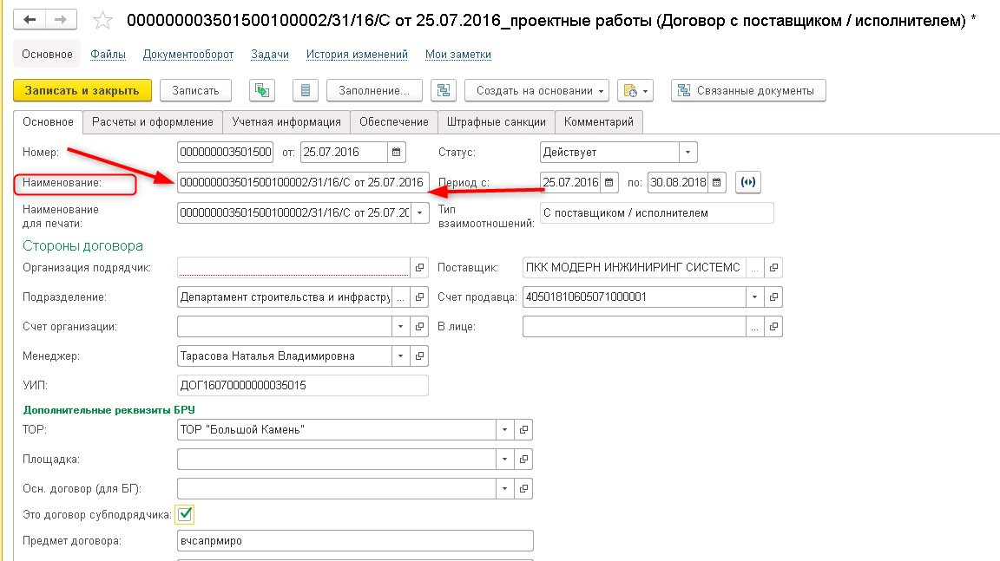 000000003501500100002/31/16/С от 25.07.2016_проектные работы (Договор с поставщиком / исполнителем) *
Основное Файлы Документооборот Задачи История изменений Мои заметки
Записать и закрыть Записать Заполнение... Создать на основании Связанные документы
Основное Расчеты и оформление Учетная информация Обеспечение Штрафные санкции Комментарий
Номер: 000000003501500 от: 25.07.2016 Статус: Действует
Наименование: 000000003501500100002/31/16/С от 25.07.2016 Период с: 25.07.2016 по: 30.08.2018
Наименование для печати: 000000003501500100002/31/16/С от 25.07.20 Тип взаимоотношений: С поставщиком / исполнителем
Стороны договора
Организация подрядчик: Поставщик: ПКК МОДЕРН ИНЖИНИРИНГ СИСТЕМС ...
Подразделение: Департамент строительства и инфрастру ... Счет продавца: 40501810605071000001
Счет организации: В лице: ...
Менеджер: Тарасова Наталья Владимировна
УИП: ДОГ16070000000035015
Дополнительные реквизиты БРУ
ТОР: ТОР "Большой Камень"
Площадка:
Осн. договор (для БГ):
Это договор субподрядчика:
Предмет договора: вчсапрмиро